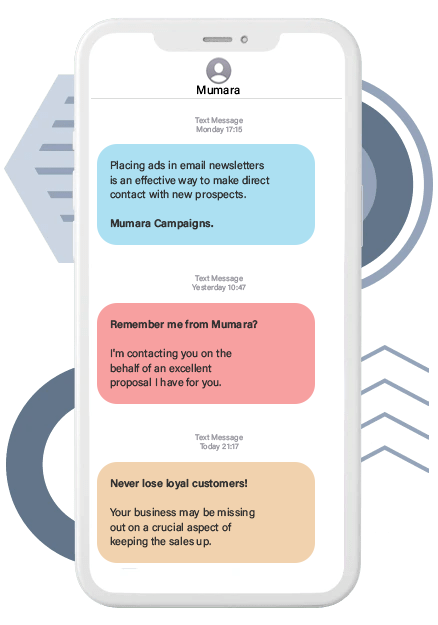 Mumara
Text Message
Monday 17:15
Placing ads in email newsletters
is an effective way to make direct
contact with new prospects.
Mumara Campaigns.
Text Message
Yesterday 10:47
Remember me from Mumara?
I'm contacting you on the
behalf of an excellent
proposal I have for you.
Text Message
Today 21:17
Never lose loyal customers!
Your business may be missing
out on a crucial aspect of
keeping the sales up.